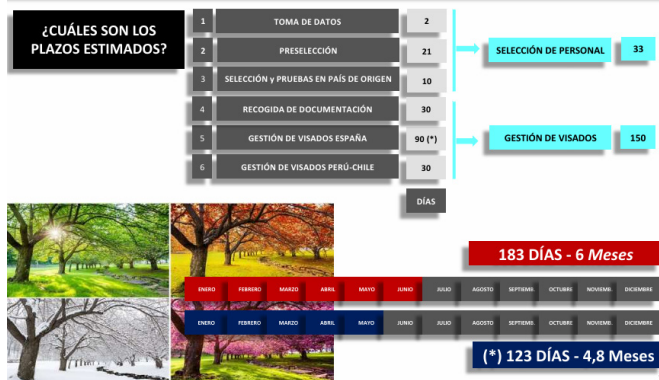 ¿CUÁLES SON LOS
PLAZOS ESTIMADOS?
1 TOMA DE DATOS 2
2 PRESELECCIÓN 21
3 SELECCIÓN y PRUEBAS EN PAÍS DE ORIGEN 10
SELECCIÓN DE PERSONAL 33
4 RECOGIDA DE DOCUMENTACIÓN 30
5 GESTIÓN DE VISADOS ESPAÑA 90 (*)
6 GESTIÓN DE VISADOS PERÚ-CHILE 30
GESTIÓN DE VISADOS 150
DÍAS
183 DÍAS - 6 Meses
ENERO FEBRERO MARZO ABRIL MAYO JUNIO JULIO AGOSTO SEPTIEMB. OCTUBRE NOVIEMB. DICIEMBRE
ENERO FEBRERO MARZO ABRIL MAYO JUNIO JULIO AGOSTO SEPTIEMB. OCTUBRE NOVIEMB. DICIEMBRE
(*) 123 DÍAS - 4,8 Meses